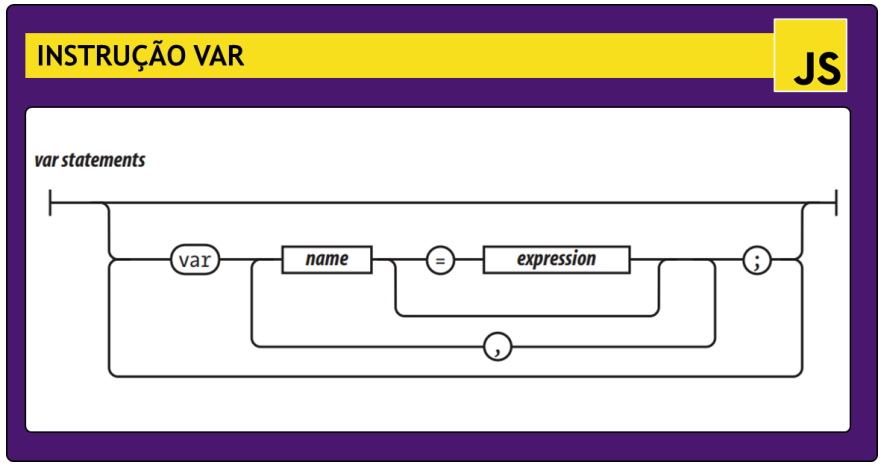 INSTRUÇÃO VAR
JS
var statements
var name = expression ;
,